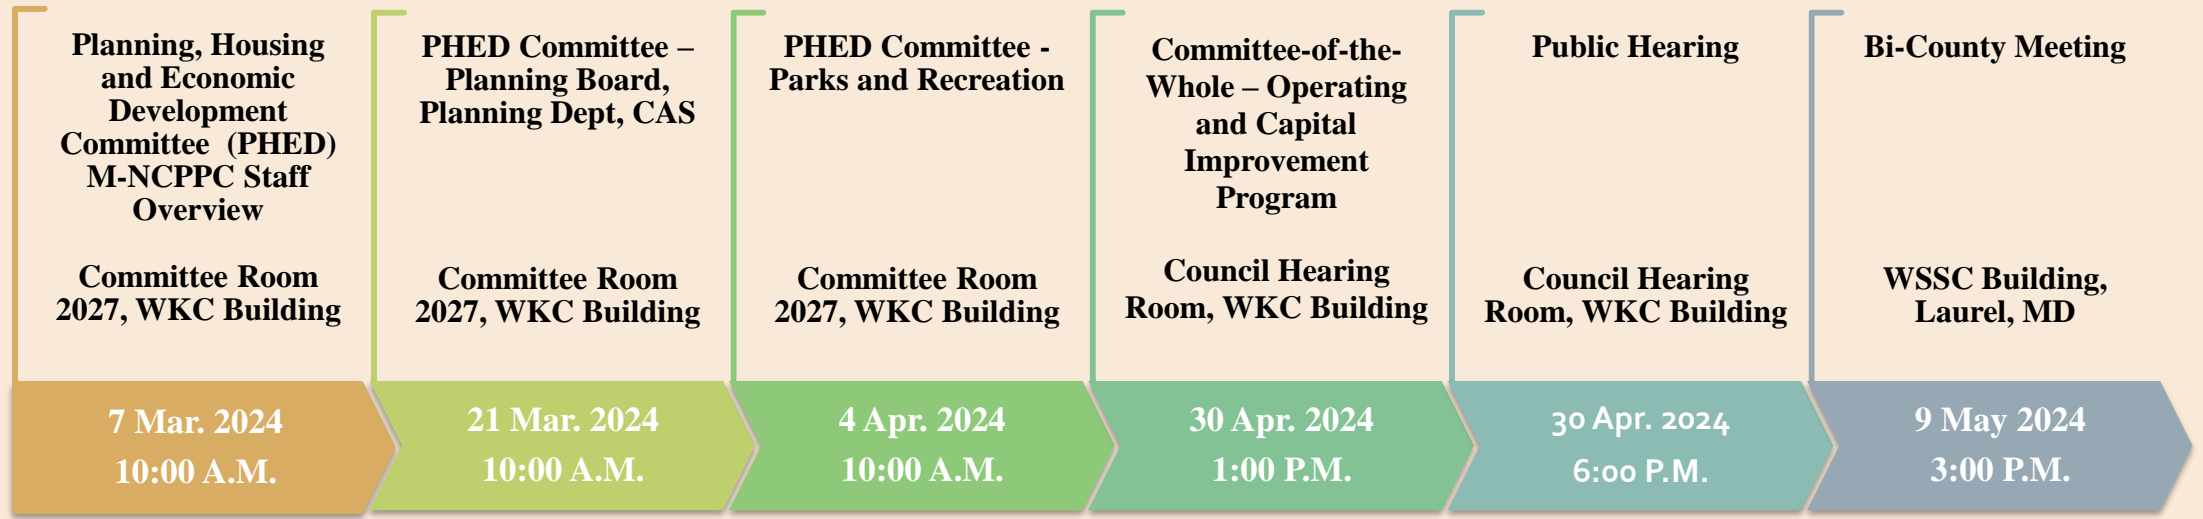 Planning, Housing
and Economic
Development
Committee  (PHED)
M-NCPPC Staff
Overview
Committee Room
2027, WKC Building
7 Mar. 2024
10:00 A.M.
PHED Committee –
Planning Board,
Planning Dept, CAS
Committee Room
2027, WKC Building
21 Mar. 2024
10:00 A.M.
PHED Committee -
Parks and Recreation
Committee Room
2027, WKC Building
4 Apr. 2024
10:00 A.M.
Committee-of-the-
Whole – Operating
and Capital
Improvement
Program
Council Hearing
Room, WKC Building
30 Apr. 2024
1:00 P.M.
Public Hearing
Council Hearing
Room, WKC Building
30 Apr. 2024
6:00 P.M.
Bi-County Meeting
WSSC Building,
Laurel, MD
9 May 2024
3:00 P.M.